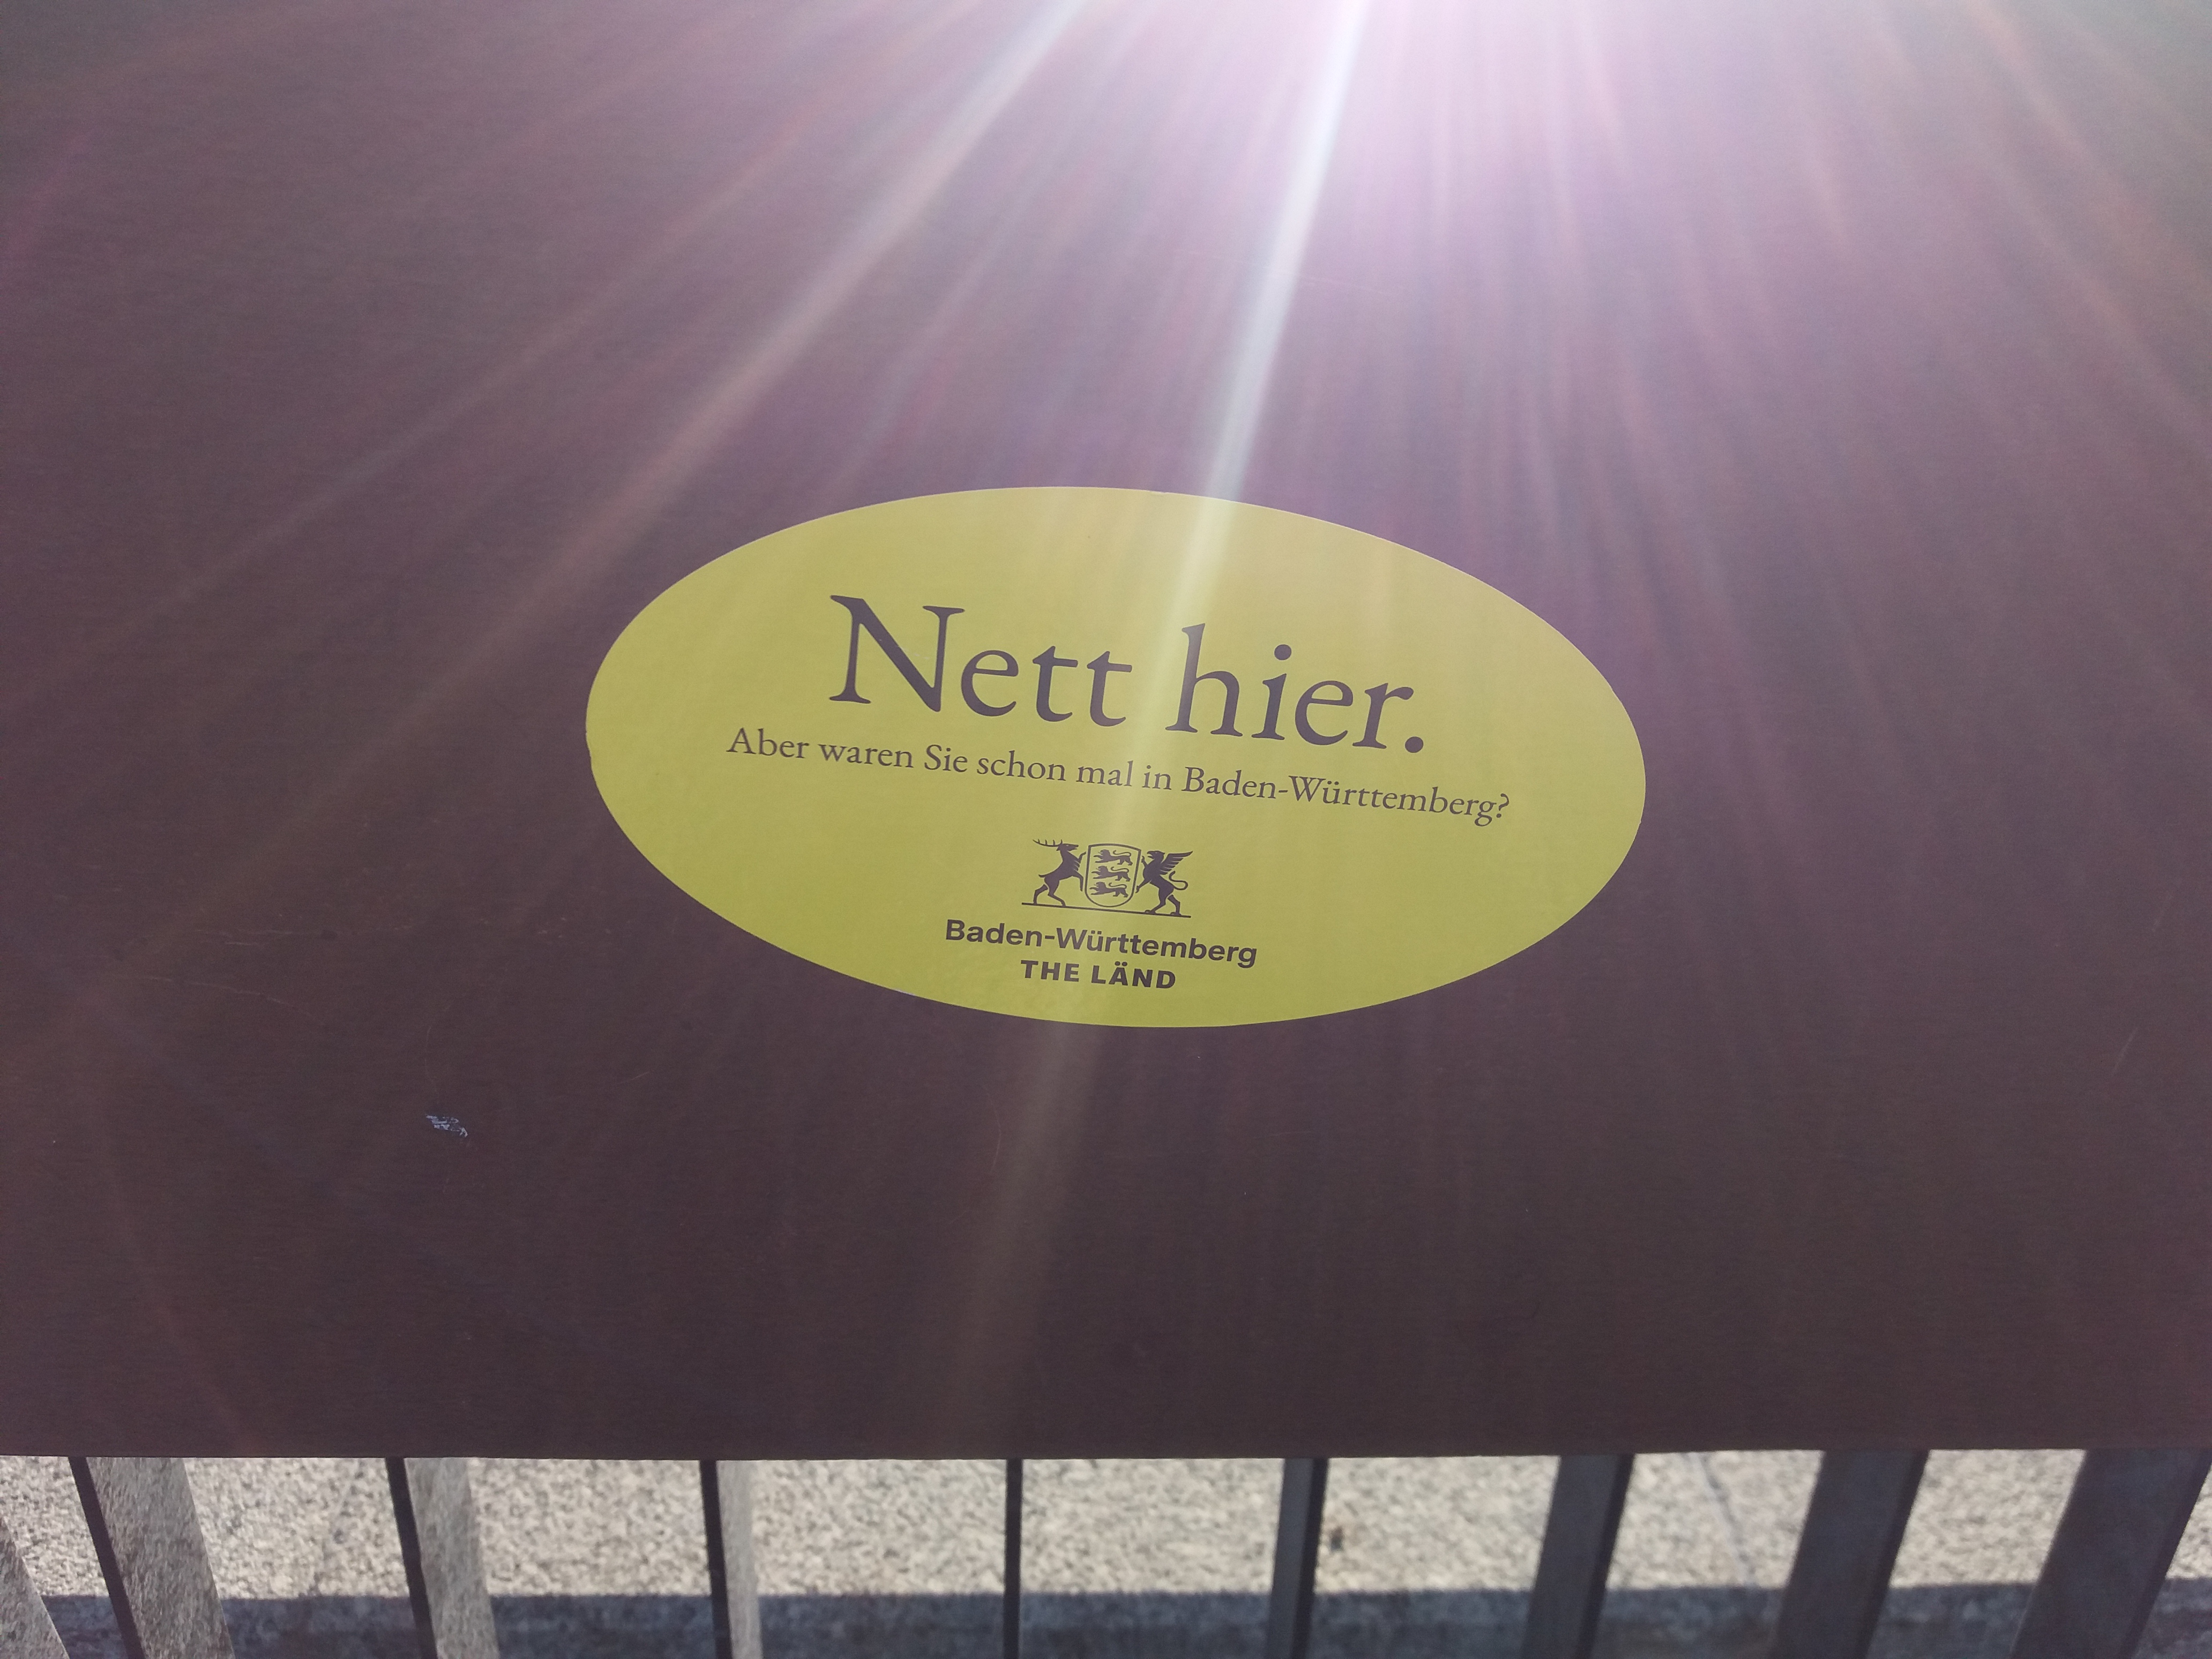 Nett hier.
Aber waren Sie schon mal in Baden-Württemberg?
Baden-Württemberg
THE LÄND